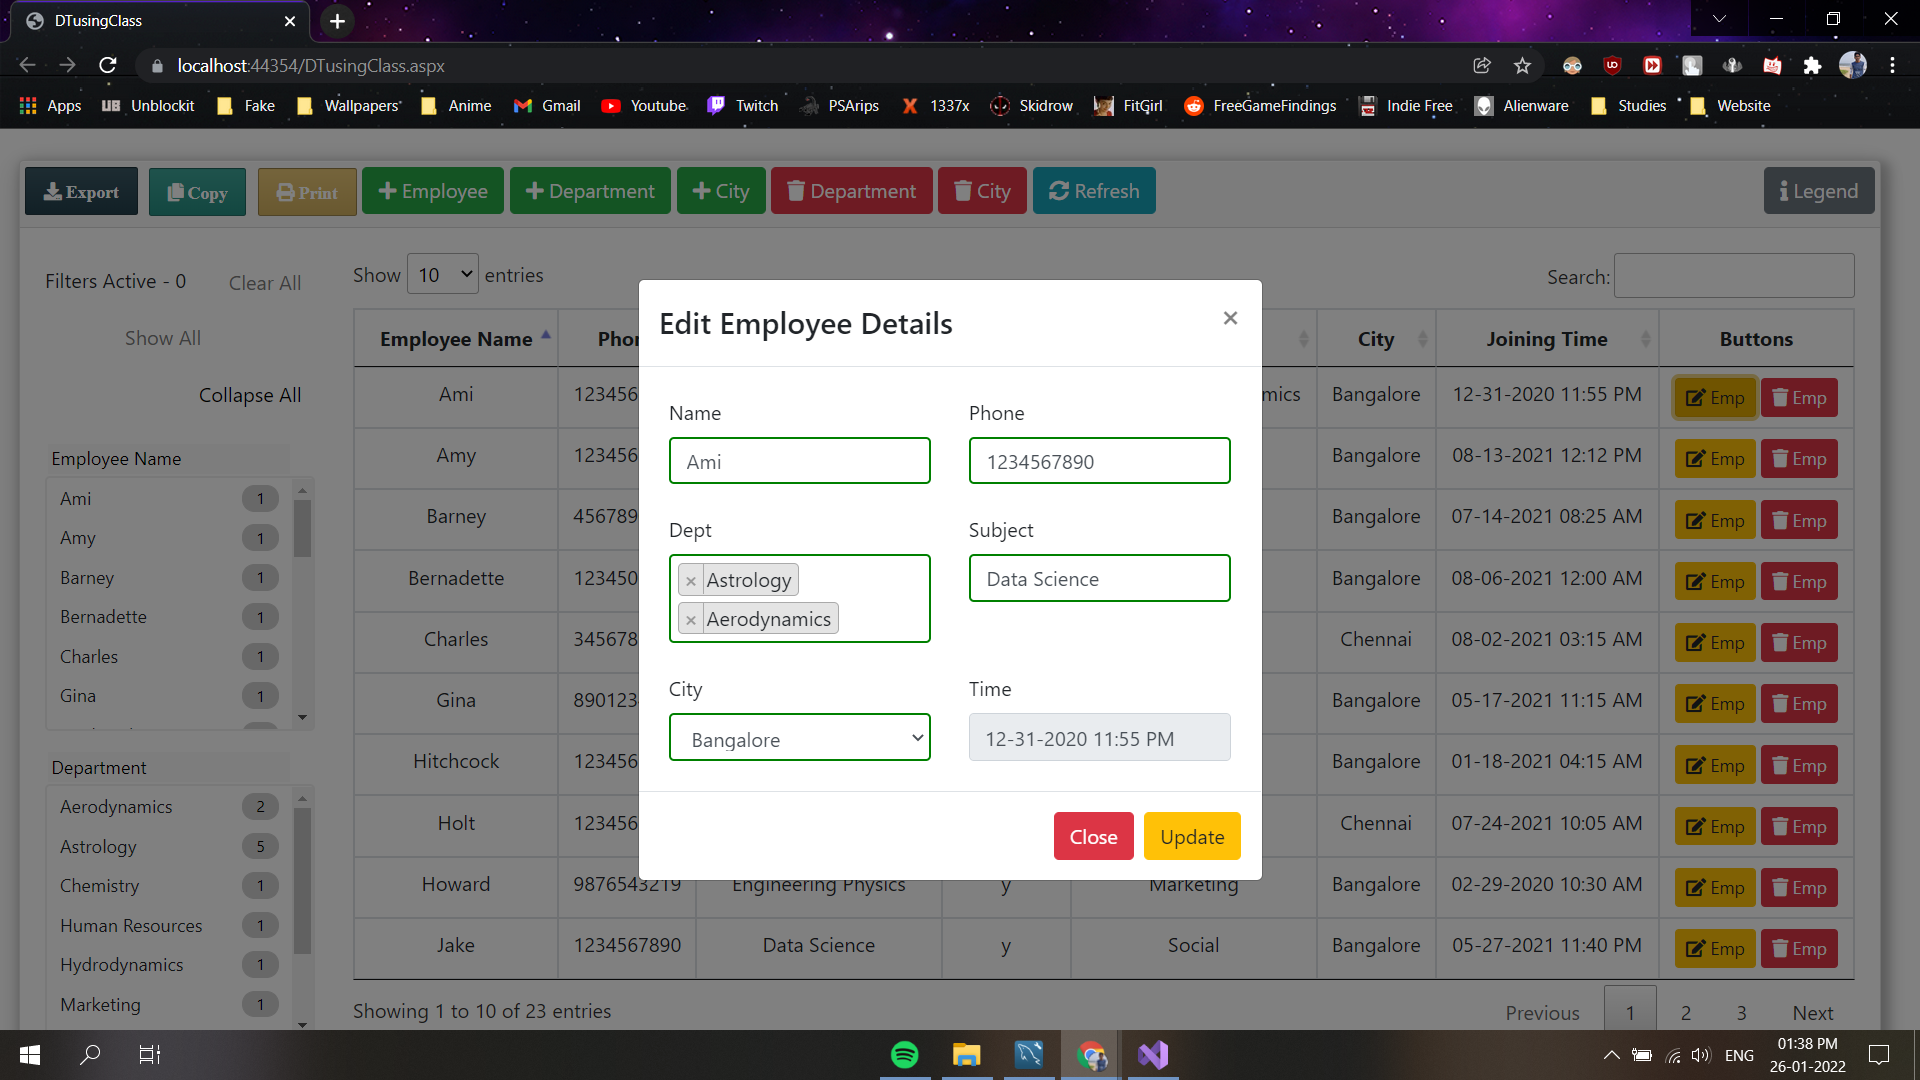 DTusingClass
localhost:44354/DTusingClass.aspx
Apps UB Unblockit Fake Wallpapers Anime Gmail Youtube Twitch PSArips 1337x Skidrow FitGirl FreeGameFindings Indie Free Alienware Studies Website
Export Copy Print Employee Department City Department City Refresh Legend
Filters Active - 0 Clear All
Show All
Collapse All
Employee Name
Ami 1
Amy 1
Barney 1
Bernadette 1
Charles 1
Gina 1
Department
Aerodynamics 2
Astrology 5
Chemistry 1
Human Resources 1
Hydrodynamics 1
Marketing 1
Show 10 entries Search:
Employee Name City Joining Time Buttons
Ami 123456 mics Bangalore 12-31-2020 11:55 PM Emp Emp
Amy 123456 Bangalore 08-13-2021 12:12 PM Emp Emp
Barney 456789 Bangalore 07-14-2021 08:25 AM Emp Emp
Bernadette 123450 Bangalore 08-06-2021 12:00 AM Emp Emp
Charles 345678 Chennai 08-02-2021 03:15 AM Emp Emp
Gina 890123 Bangalore 05-17-2021 11:15 AM Emp Emp
Hitchcock 123456 Bangalore 01-18-2021 04:15 AM Emp Emp
Holt 123456 Chennai 07-24-2021 10:05 AM Emp Emp
Howard 9876543219 Engineering Physics y Marketing Bangalore 02-29-2020 10:30 AM Emp Emp
Jake 1234567890 Data Science y Social Bangalore 05-27-2021 11:40 PM Emp Emp
Showing 1 to 10 of 23 entries Previous 1 2 3 Next
Edit Employee Details ×
Name Phone
Ami 1234567890
Dept Subject
× Astrology Data Science
× Aerodynamics
City Time
Bangalore 12-31-2020 11:55 PM
Close Update
ENG 01:38 PM
26-01-2022